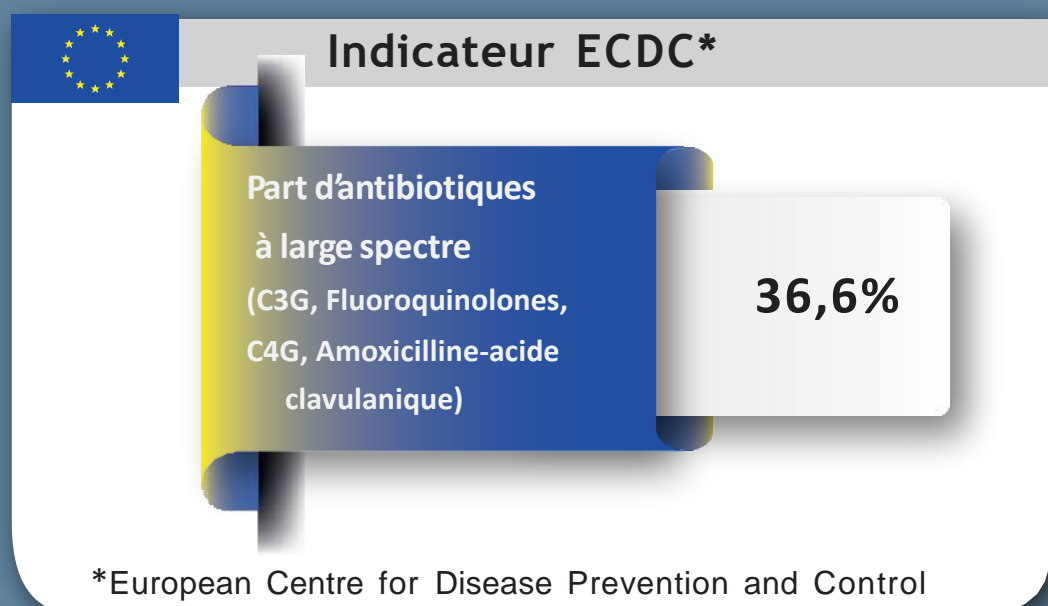 Indicateur ECDC*
Part d’antibiotiques
à large spectre
(C3G, Fluoroquinolones,
C4G, Amoxicilline-acide
clavulanique)
36,6%
*European Centre for Disease Prevention and Control